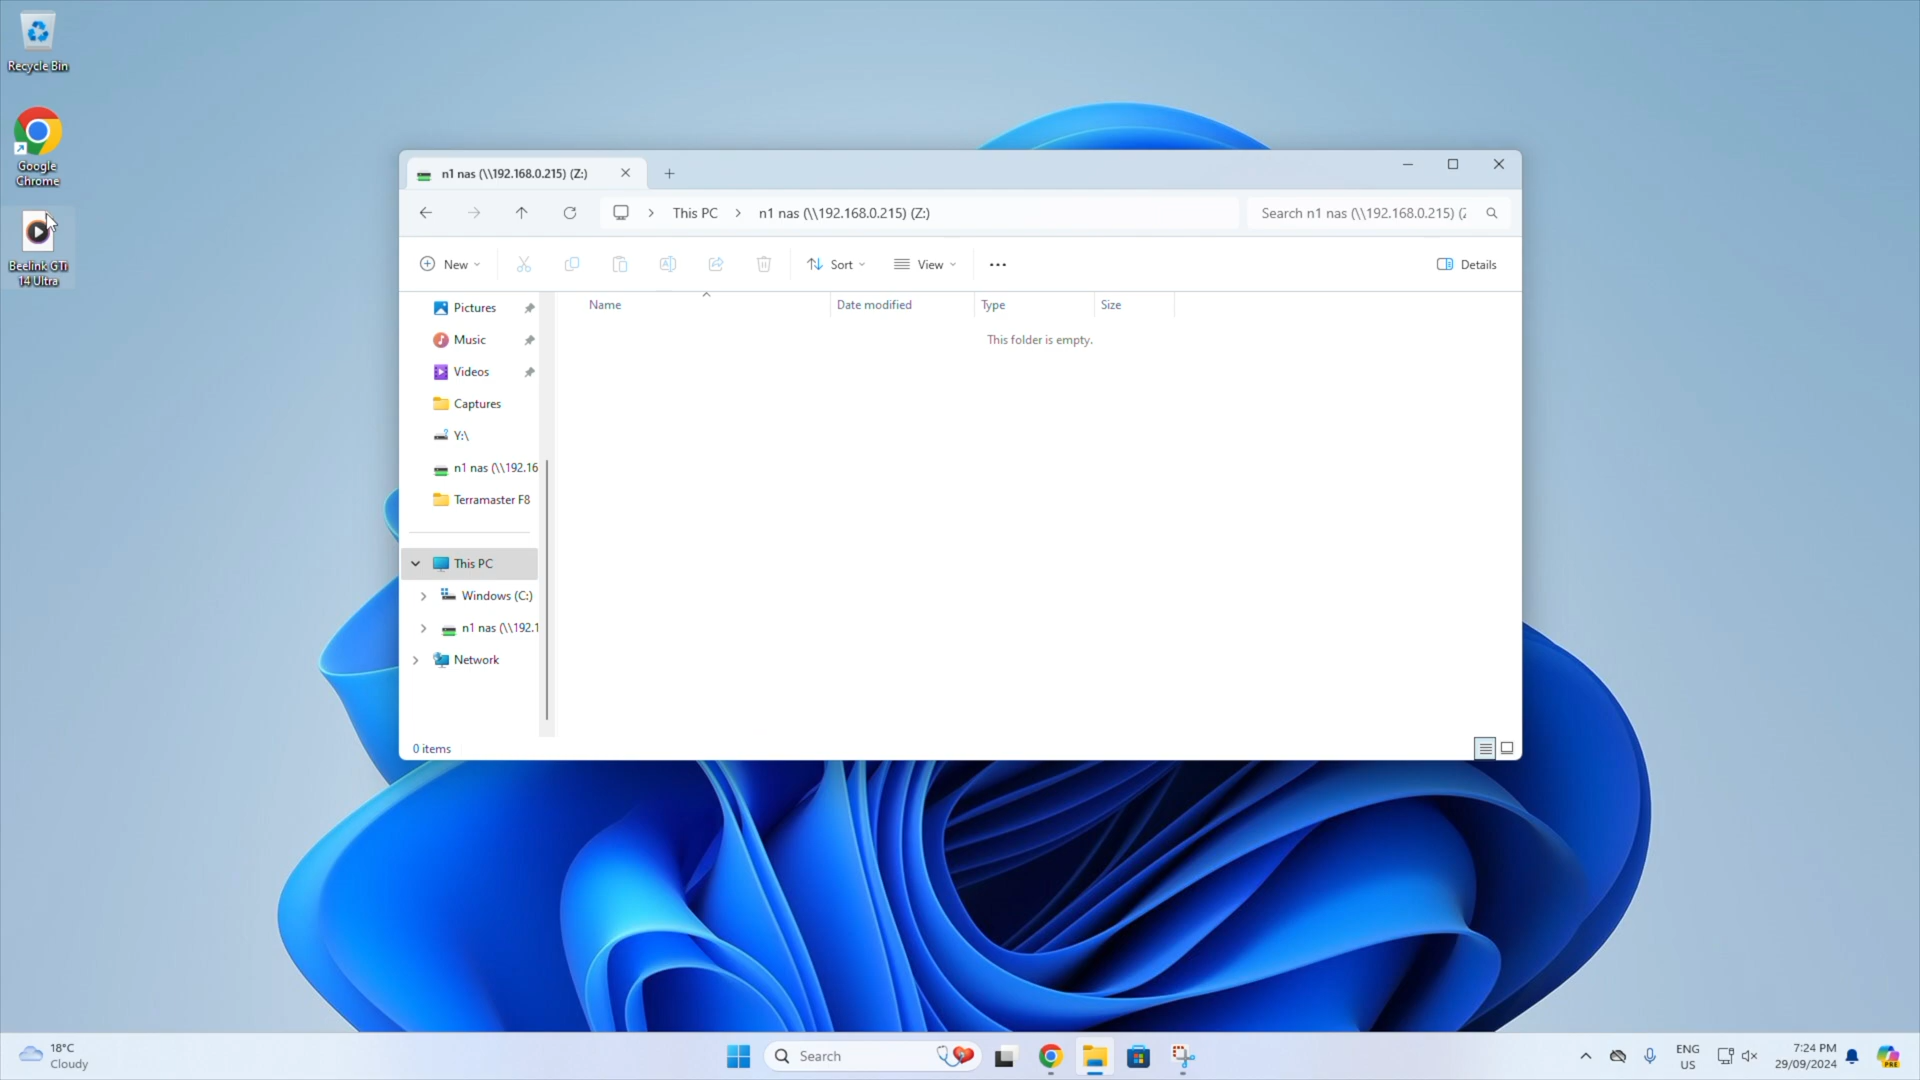 Recycle Bin
Google
Chrome
Beelink GTi
14 Ultra
n1 nas (\\192.168.0.215) (Z:)
This PC
n1 nas (\\192.168.0.215) (Z:)
Search n1 nas (\\192.168.0.215) (Z
New
Sort
View
Details
Name
Date modified
Type
Size
This folder is empty.
Pictures
Music
Videos
Captures
Y:\
n1 nas (\\192.16
Terramaster F8
This PC
Windows (C:)
n1 nas (\\192.1
Network
0 items
18°C
Cloudy
Search
ENG
US
7:24 PM
29/09/2024
PRE